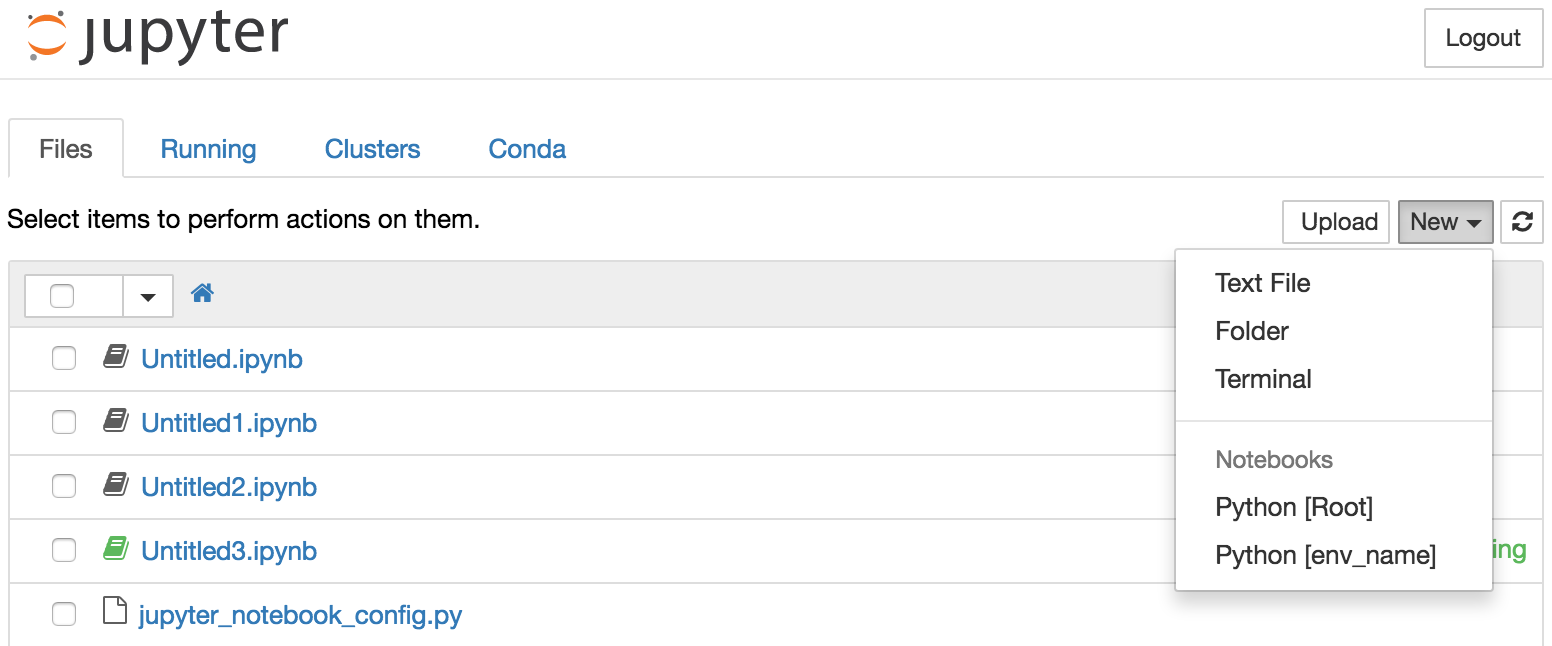 jupyter
Logout
Files Running Clusters Conda
Select items to perform actions on them.
Upload New
Text File
Folder
Terminal
Notebooks
Python [Root]
Python [env_name]
Untitled.ipynb
Untitled1.ipynb
Untitled2.ipynb
Untitled3.ipynb
ing
jupyter_notebook_config.py